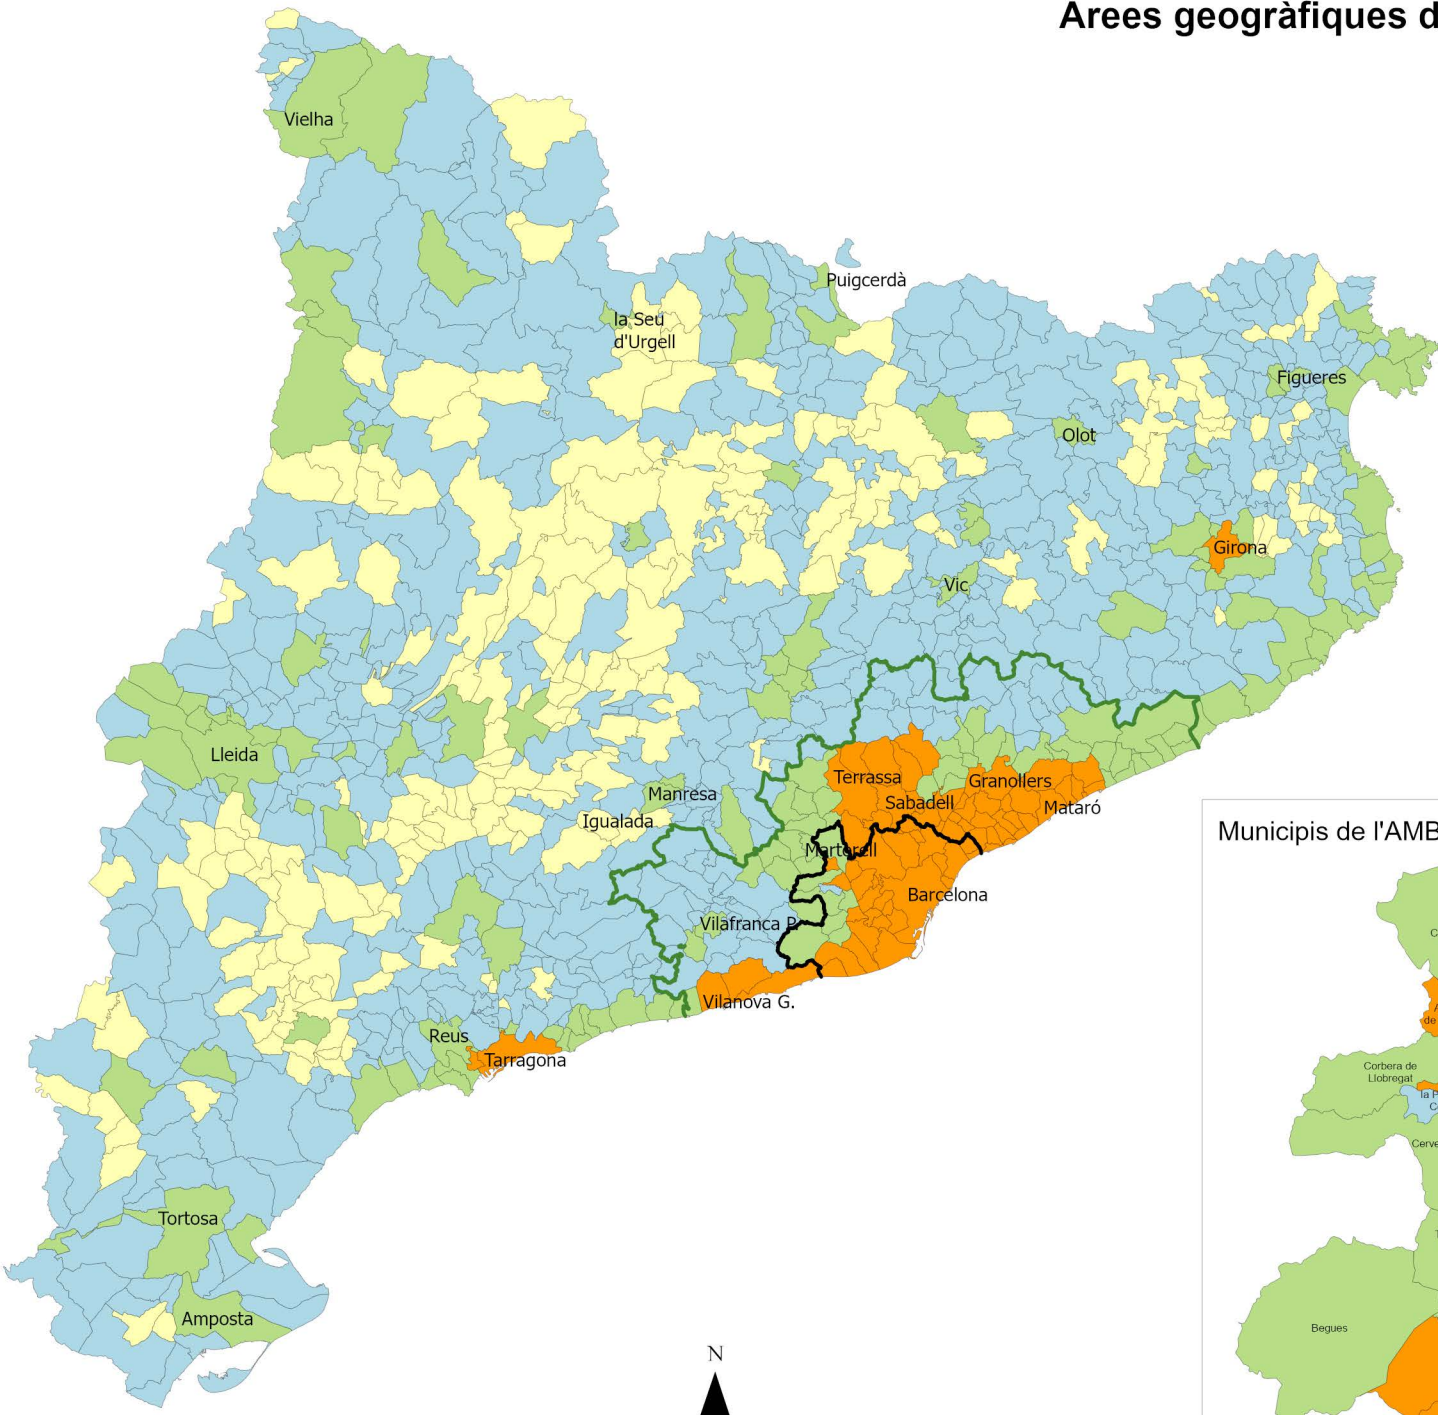 Arees geogràfiques d
Vielha
Puigcerdà
la Seu
d'Urgell
Figueres
Olot
Girona
Vic
Lleida
Terrassa
Granollers
Manresa
Sabadell
Mataró
Igualada
Martorell
Barcelona
Vilafranca P.
Vilanova G.
Reus
Tarragona
Tortosa
Amposta
N
Municipis de l'AMB
Corbera de
Llobregat
Begues